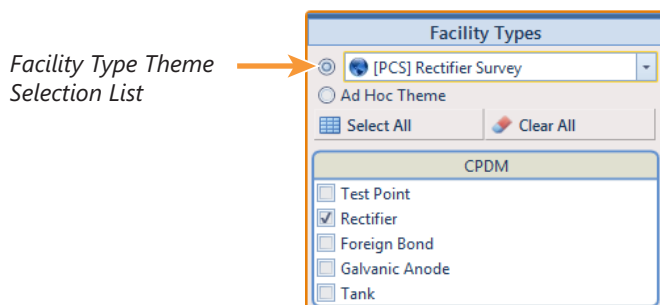 Facility Type Theme
Selection List
Facility Types
[PCS] Rectifier Survey
Ad Hoc Theme
Select All
Clear All
CPDM
Test Point
Rectifier
Foreign Bond
Galvanic Anode
Tank